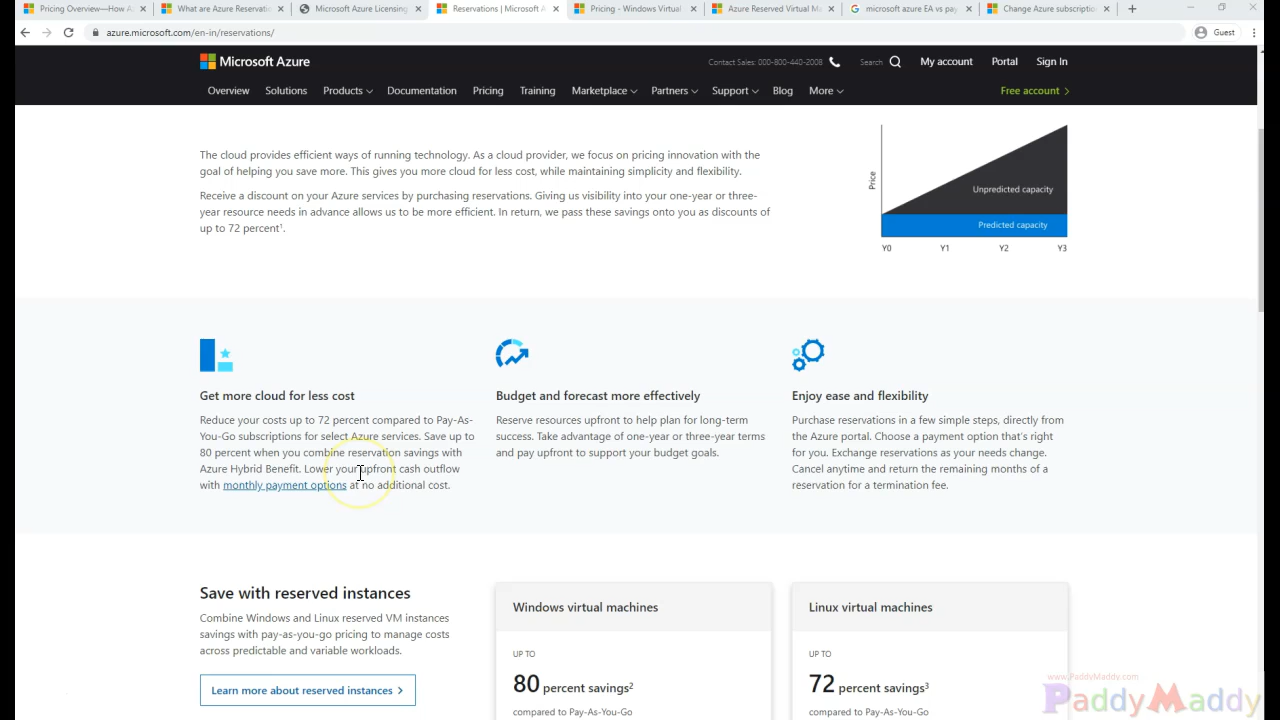 Pricing Overview—How A
What are Azure Reservati
Microsoft Azure Licensing
Reservations | Microsoft A
Pricing - Windows Virtual
Azure Reserved Virtual Ma
microsoft azure EA vs pay
Change Azure subscriptio
azure.microsoft.com/en-in/reservations/
Guest
Microsoft Azure
Contact Sales: 000-800-440-2008
Search
My account
Portal
Sign In
Overview
Solutions
Products
Documentation
Pricing
Training
Marketplace
Partners
Support
Blog
More
Free account
The cloud provides efficient ways of running technology. As a cloud provider, we focus on pricing innovation with the
goal of helping you save more. This gives you more cloud for less cost, while maintaining simplicity and flexibility.
Receive a discount on your Azure services by purchasing reservations. Giving us visibility into your one-year or three-
year resource needs in advance allows us to be more efficient. In return, we pass these savings onto you as discounts of
up to 72 percent¹.
Price
Unpredicted capacity
Predicted capacity
Y0 Y1 Y2 Y3
Get more cloud for less cost
Reduce your costs up to 72 percent compared to Pay-As-
You-Go subscriptions for select Azure services. Save up to
80 percent when you combine reservation savings with
Azure Hybrid Benefit. Lower your upfront cash outflow
with monthly payment options at no additional cost.
Budget and forecast more effectively
Reserve resources upfront to help plan for long-term
success. Take advantage of one-year or three-year terms
and pay upfront to support your budget goals.
Enjoy ease and flexibility
Purchase reservations in a few simple steps, directly from
the Azure portal. Choose a payment option that's right
for you. Exchange reservations as your needs change.
Cancel anytime and return the remaining months of a
reservation for a termination fee.
Save with reserved instances
Combine Windows and Linux reserved VM instances
savings with pay-as-you-go pricing to manage costs
across predictable and variable workloads.
Learn more about reserved instances
Windows virtual machines
UP TO
80 percent savings²
compared to Pay-As-You-Go
Linux virtual machines
UP TO
72 percent savings³
compared to Pay-As-You-Go
www.PaddyMaddy.com
PaddyMaddy